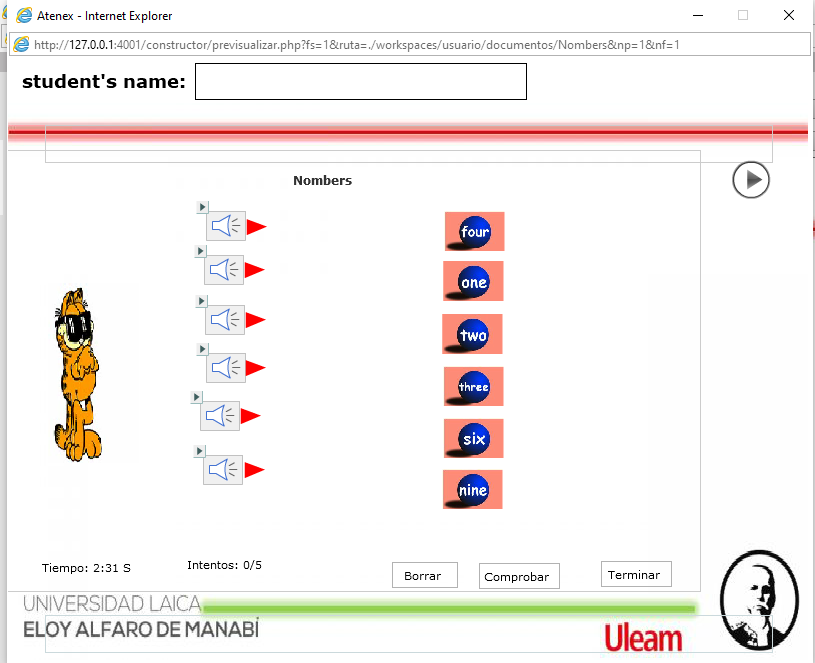 Atenex - Internet Explorer
http://127.0.0.1:4001/constructor/previsualizar.php?fs=1&ruta=./workspaces/usuario/documentos/Nombers&np=1&nf=1
student's name:
Nombers
four
one
two
three
six
nine
Tiempo: 2:31 S
Intentos: 0/5
Borrar
Comprobar
Terminar
UNIVERSIDAD LAICA
ELOY ALFARO DE MANABÍ
Uleam